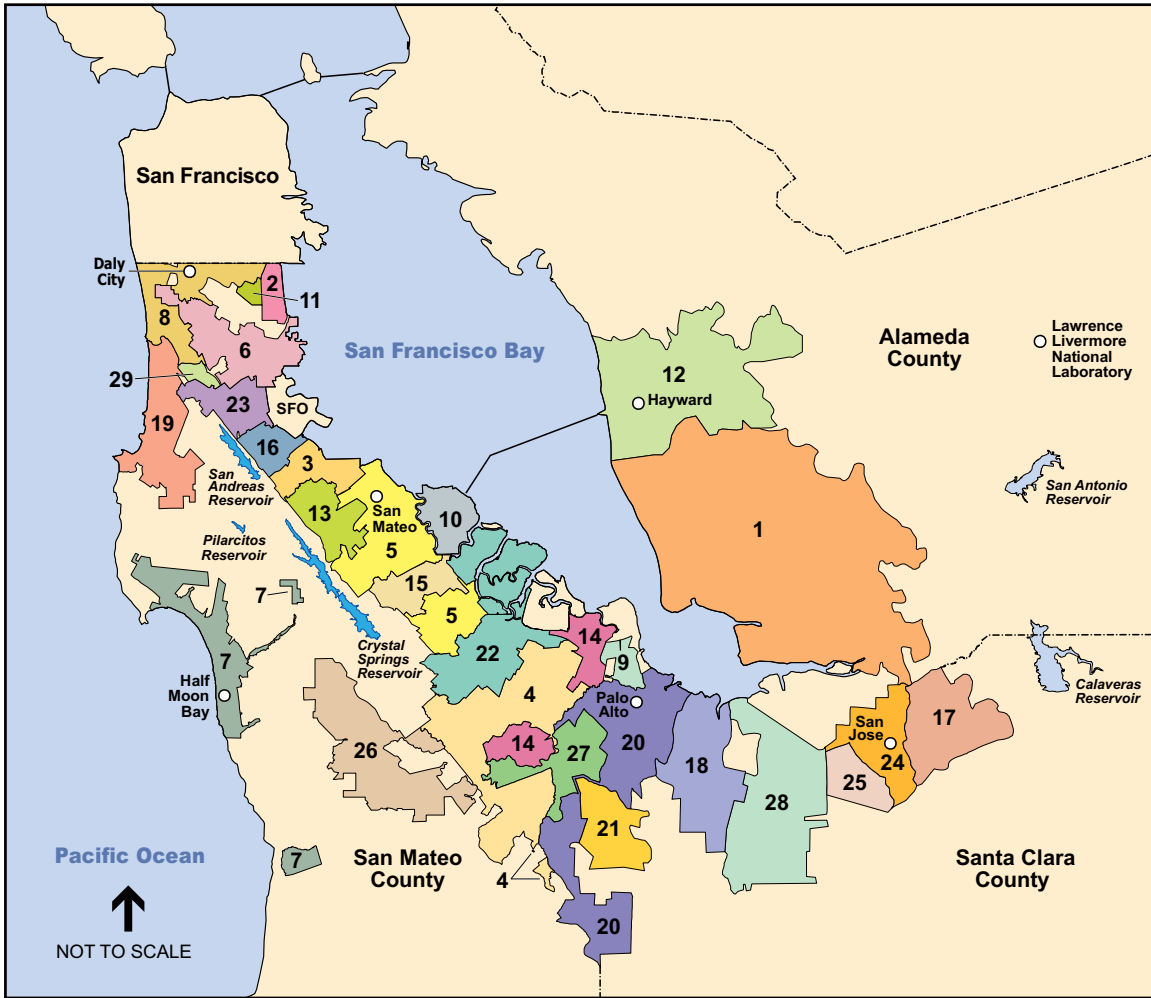 San Francisco
Daly
City
2
11
8
6
San Francisco Bay
Alameda
County
Lawrence
Livermore
National
Laboratory
29
12
Hayward
23
SFO
19
16
3
San
Andreas
Reservoir
13
San
Mateo
10
San Antonio
Reservoir
1
Pilarcitos
Reservoir
5
15
7
5
14
Crystal
Springs
Reservoir
22
9
7
Half
Moon
Bay
4
Palo
Alto
Calaveras
Reservoir
17
San
Jose
14
27
20
26
18
24
25
28
21
Pacific Ocean
7
San Mateo
County
4
Santa Clara
County
20
NOT TO SCALE